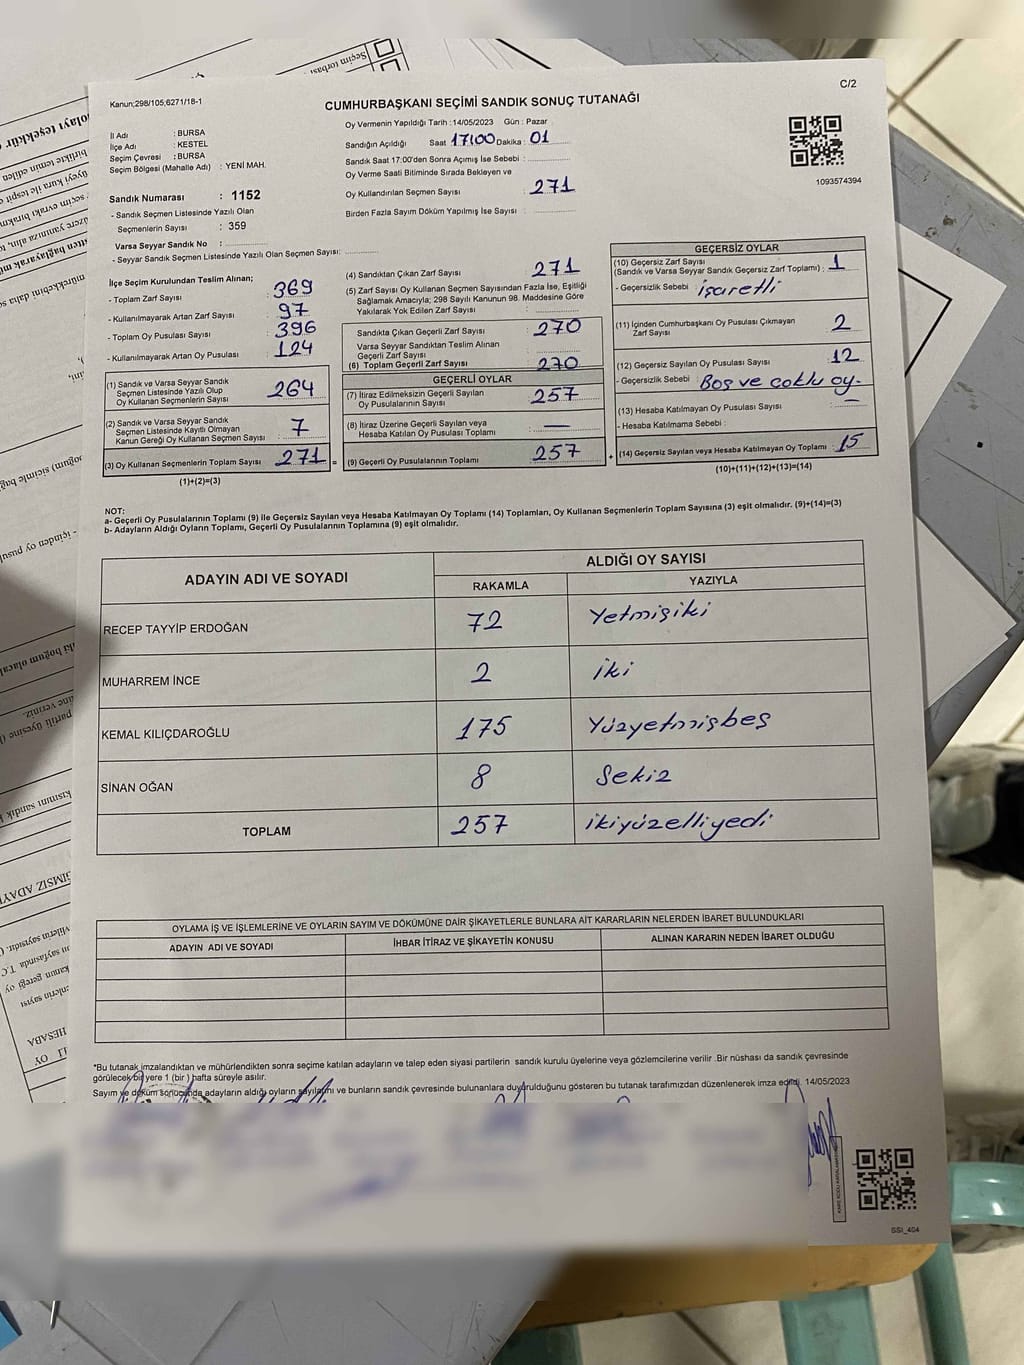 Seçim torbası
Kanun;298/105;6271/18-1
C/2
CUMHURBAŞKANI SEÇİMİ SANDIK SONUÇ TUTANAĞI
İl Adı : BURSA
İlçe Adı : KESTEL
Seçim Çevresi : BURSA
Seçim Bölgesi (Mahalle Adı) : YENİ MAH.
Oy Vermenin Yapıldığı Tarih :14/05/2023 Gün : Pazar
Sandığın Açıldığı Saat 17:00 Dakika : 01
Sandık Saat 17:00'den Sonra Açımış İse Sebebi :
Oy Verme Saati Bitiminde Sırada Bekleyen ve
Oy Kullandırılan Seçmen Sayısı : 271
Birden Fazla Sayım Döküm Yapılmış İse Sayısı :
1093574394
Sandık Numarası : 1152
- Sandık Seçmen Listesinde Yazılı Olan
Seçmenlerin Sayısı : 359
Varsa Seyyar Sandık No :
- Seyyar Sandık Seçmen Listesinde Yazılı Olan Seçmen Sayısı:
İlçe Seçim Kurulundan Teslim Alınan;
- Toplam Zarf Sayısı : 369
- Kullanılmayarak Artan Zarf Sayısı : 97
- Toplam Oy Pusulası Sayısı : 396
- Kullanılmayarak Artan Oy Pusulası : 124
(1) Sandık ve Varsa Seyyar Sandık
Seçmen Listesinde Yazılı Olup
Oy Kullanan Seçmenlerin Sayısı : 264
(2) Sandık ve Varsa Seyyar Sandık
Seçmen Listesinde Kayıtlı Olmayan
Kanun Gereği Oy Kullanan Seçmen Sayısı : 7
(3) Oy Kullanan Seçmenlerin Toplam Sayısı : 271 =
(1)+(2)=(3)
(4) Sandıktan Çıkan Zarf Sayısı : 271
(5) Zarf Sayısı Oy Kullanan Seçmen Sayısından Fazla İse, Eşitliği
Sağlamak Amacıyla; 298 Sayılı Kanunun 98. Maddesine Göre
Yakılarak Yok Edilen Zarf Sayısı :
Sandıkta Çıkan Geçerli Zarf Sayısı : 270
Varsa Seyyar Sandıktan Teslim Alınan
Geçerli Zarf Sayısı :
(6) Toplam Geçerli Zarf Sayısı : 270
GEÇERLİ OYLAR
(7) İtiraz Edilmeksizin Geçerli Sayılan
Oy Pusulalarının Sayısı : 257
(8) İtiraz Üzerine Geçerli Sayılan veya
Hesaba Katılan Oy Pusulası Toplamı : —
(9) Geçerli Oy Pusulalarının Toplamı : 257 +
GEÇERSİZ OYLAR
(10) Geçersiz Zarf Sayısı
(Sandık ve Varsa Seyyar Sandık Geçersiz Zarf Toplamı) : 1
- Geçersizlik Sebebi : işaretli
(11) İçinden Cumhurbaşkanı Oy Pusulası Çıkmayan
Zarf Sayısı : 2
(12) Geçersiz Sayılan Oy Pusulası Sayısı : 12
- Geçersizlik Sebebi : Boş ve çoklu oy-
(13) Hesaba Katılmayan Oy Pusulası Sayısı : —
- Hesaba Katılmama Sebebi :
(14) Geçersiz Sayılan veya Hesaba Katılmayan Oy Toplamı : 15
(10)+(11)+(12)+(13)=(14)
NOT:
a- Geçerli Oy Pusulalarının Toplamı (9) ile Geçersiz Sayılan veya Hesaba Katılmayan Oy Toplamı (14) Toplamları, Oy Kullanan Seçmenlerin Toplam Sayısına (3) eşit olmalıdır. (9)+(14)=(3)
b- Adayların Aldığı Oyların Toplamı, Geçerli Oy Pusulalarının Toplamına (9) eşit olmalıdır.
ADAYIN ADI VE SOYADI ALDIĞI OY SAYISI
RAKAMLA YAZIYLA
RECEP TAYYİP ERDOĞAN 72 Yetmişiki
MUHARREM İNCE 2 iki
KEMAL KILIÇDAROĞLU 175 Yüzyetmişbeş
SİNAN OĞAN 8 Sekiz
TOPLAM 257 ikiyüzelliyedi
OYLAMA İŞ VE İŞLEMLERİNE VE OYLARIN SAYIM VE DÖKÜMÜNE DAİR ŞİKAYETLERLE BUNLARA AİT KARARLARIN NELERDEN İBARET BULUNDUKLARI
ADAYIN ADI VE SOYADI İHBAR İTİRAZ VE ŞİKAYETİN KONUSU ALINAN KARARIN NEDEN İBARET OLDUĞU
*Bu tutanak imzalandıktan ve mühürlendikten sonra seçime katılan adayların ve talep eden siyasi partilerin sandık kurulu üyelerine veya gözlemcilerine verilir .Bir nüshası da sandık çevresinde
görülecek bir yere 1 (bir ) hafta süreyle asılır.
Sayım ve döküm sonucunda adayların aldığı oyların sayılarını ve bunların sandık çevresinde bulunanlara duyurulduğunu gösteren bu tutanak tarafımızdan düzenlenerek imza edildi. 14/05/2023
SSI_404